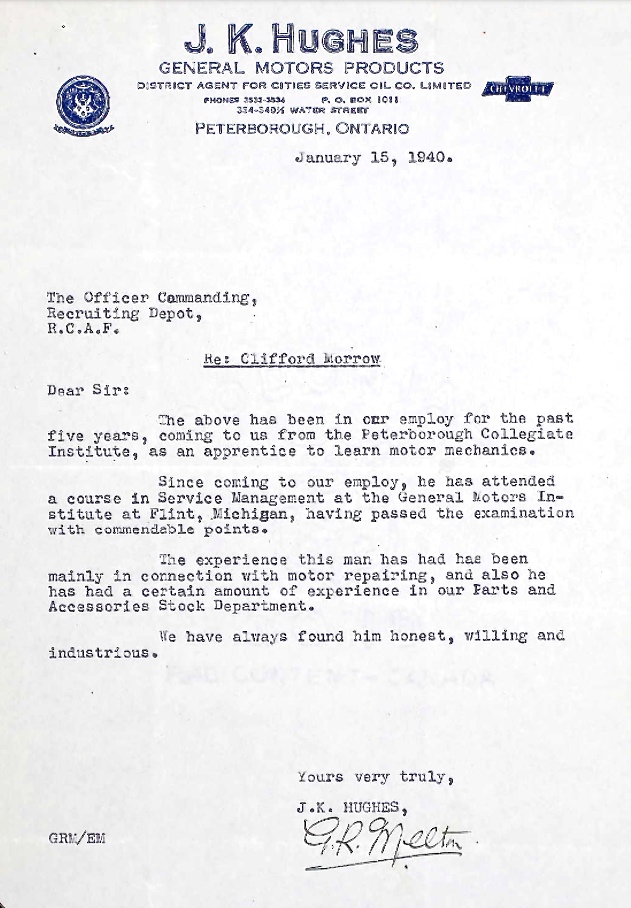 J. K. HUGHES
GENERAL MOTORS PRODUCTS
DISTRICT AGENT FOR CITIES SERVICE OIL CO. LIMITED
PHONES 3533-3534 P. O. BOX 1011
334-340½ WATER STREET
PETERBOROUGH, ONTARIO
CHEVROLET
January 15, 1940.
The Officer Commanding,
Recruiting Depot,
R.C.A.F.
Re: Clifford Morrow
Dear Sir:
The above has been in our employ for the past
five years, coming to us from the Peterborough Collegiate
Institute, as an apprentice to learn motor mechanics.
Since coming to our employ, he has attended
a course in Service Management at the General Motors In-
stitute at Flint, Michigan, having passed the examination
with commendable points.
The experience this man has had has been
mainly in connection with motor repairing, and also he
has had a certain amount of experience in our Parts and
Accessories Stock Department.
We have always found him honest, willing and
industrious.
Yours very truly,
J.K. HUGHES,
G.R. Melton
GRM/EM